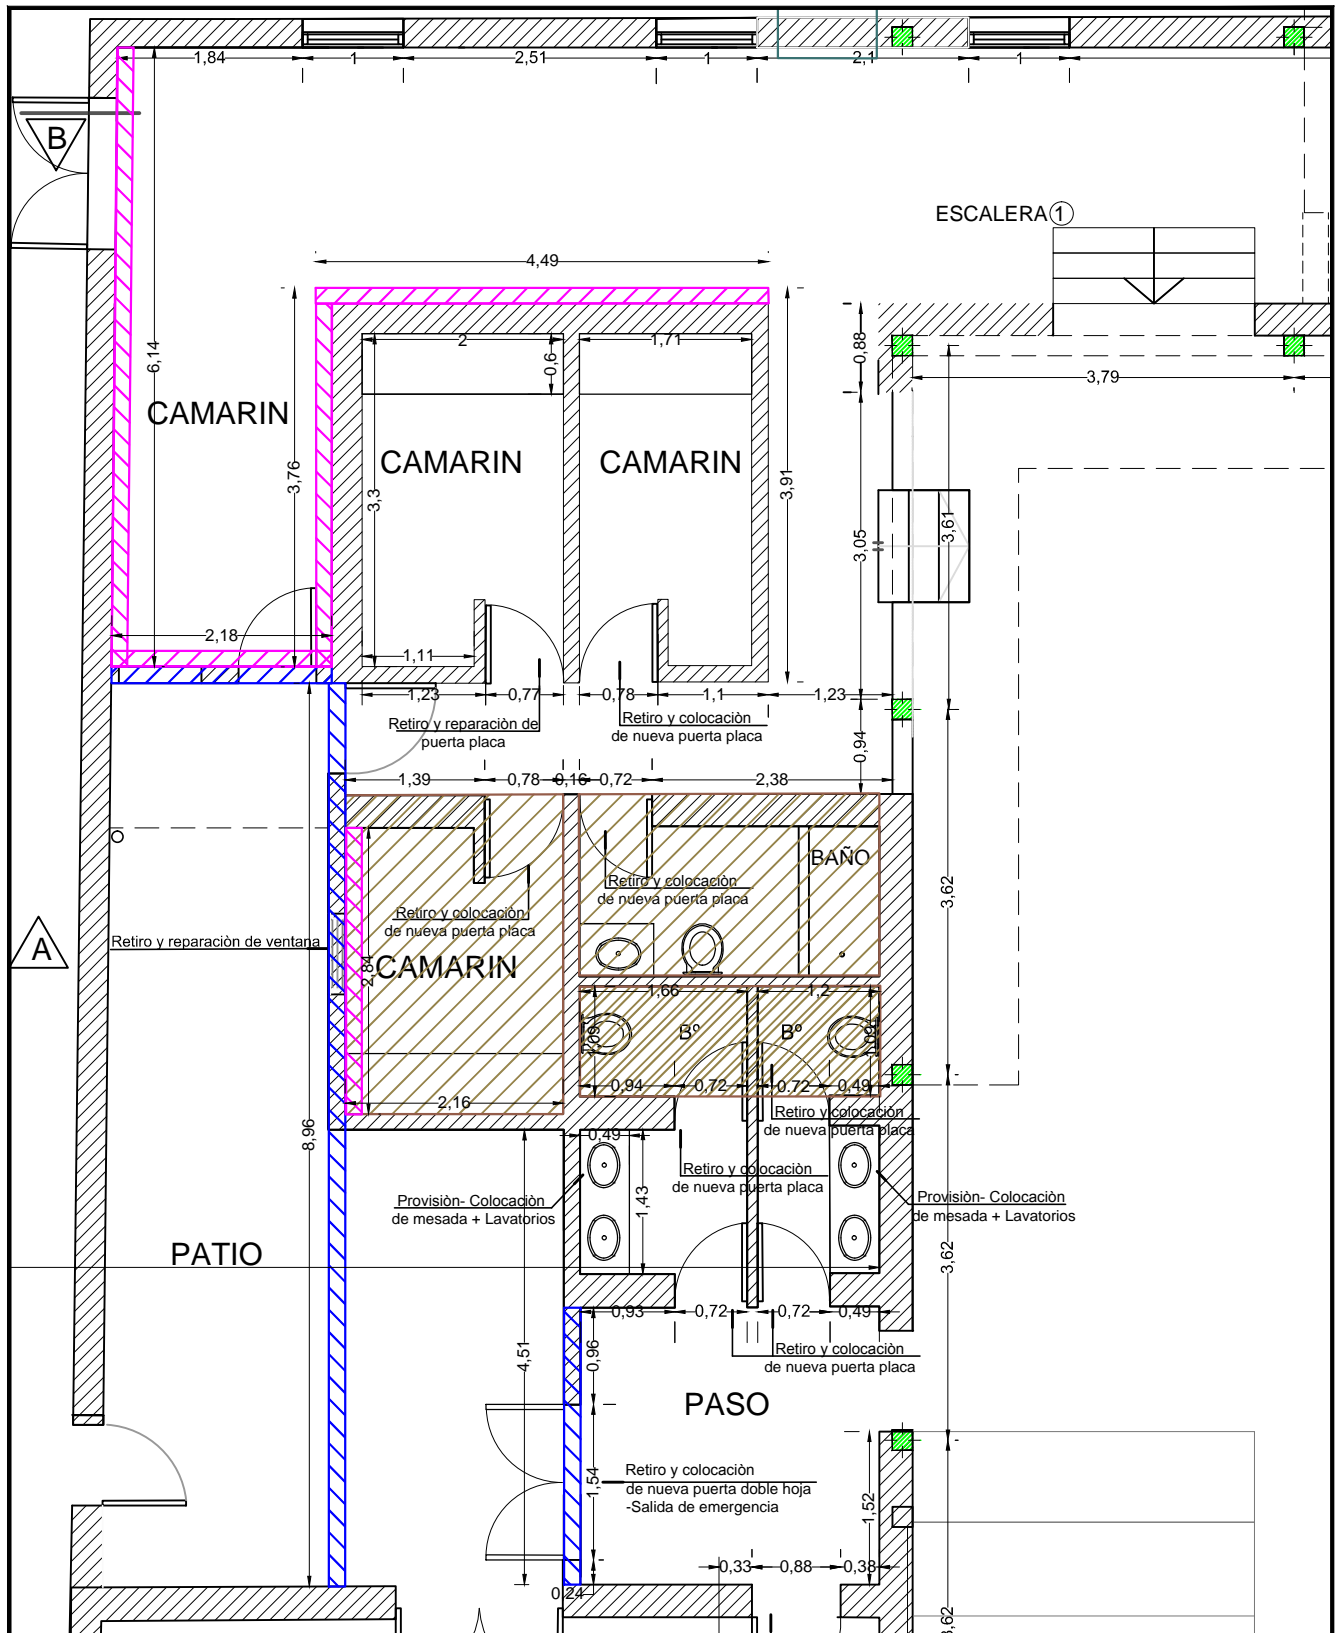 1,84
1
2,51
1
2,1
1
B
ESCALERA 1
4,49
6,14
2
1,71
0,6
0,88
3,79
CAMARIN
CAMARIN
CAMARIN
3,76
3,3
3,91
3,05
3,61
2,18
1,11
1,23
0,77
0,78
1,1
1,23
Retiro y reparaciòn de
puerta placa
Retiro y colocaciòn
de nueva puerta placa
0,94
1,39
0,78
0,16
0,72
2,38
BAÑO
Retiro y colocaciòn
de nueva puerta placa
Retiro y colocaciòn
de nueva puerta placa
3,62
A
Retiro y reparaciòn de ventana
2,84
CAMARIN
1,66
1,2
Bº
Bº
1,09
1,09
0,94
0,72
0,72
0,49
2,16
Retiro y colocaciòn
de nueva puerta placa
8,96
0,49
Retiro y colocaciòn
de nueva puerta placa
1,43
Provisiòn- Colocaciòn
de mesada + Lavatorios
Provisiòn- Colocaciòn
de mesada + Lavatorios
PATIO
3,62
0,93
0,72
0,72
0,49
4,51
0,96
Retiro y colocaciòn
de nueva puerta placa
PASO
1,54
Retiro y colocaciòn
de nueva puerta doble hoja
-Salida de emergencia
1,52
0,33
0,88
0,38
0,24
3,62